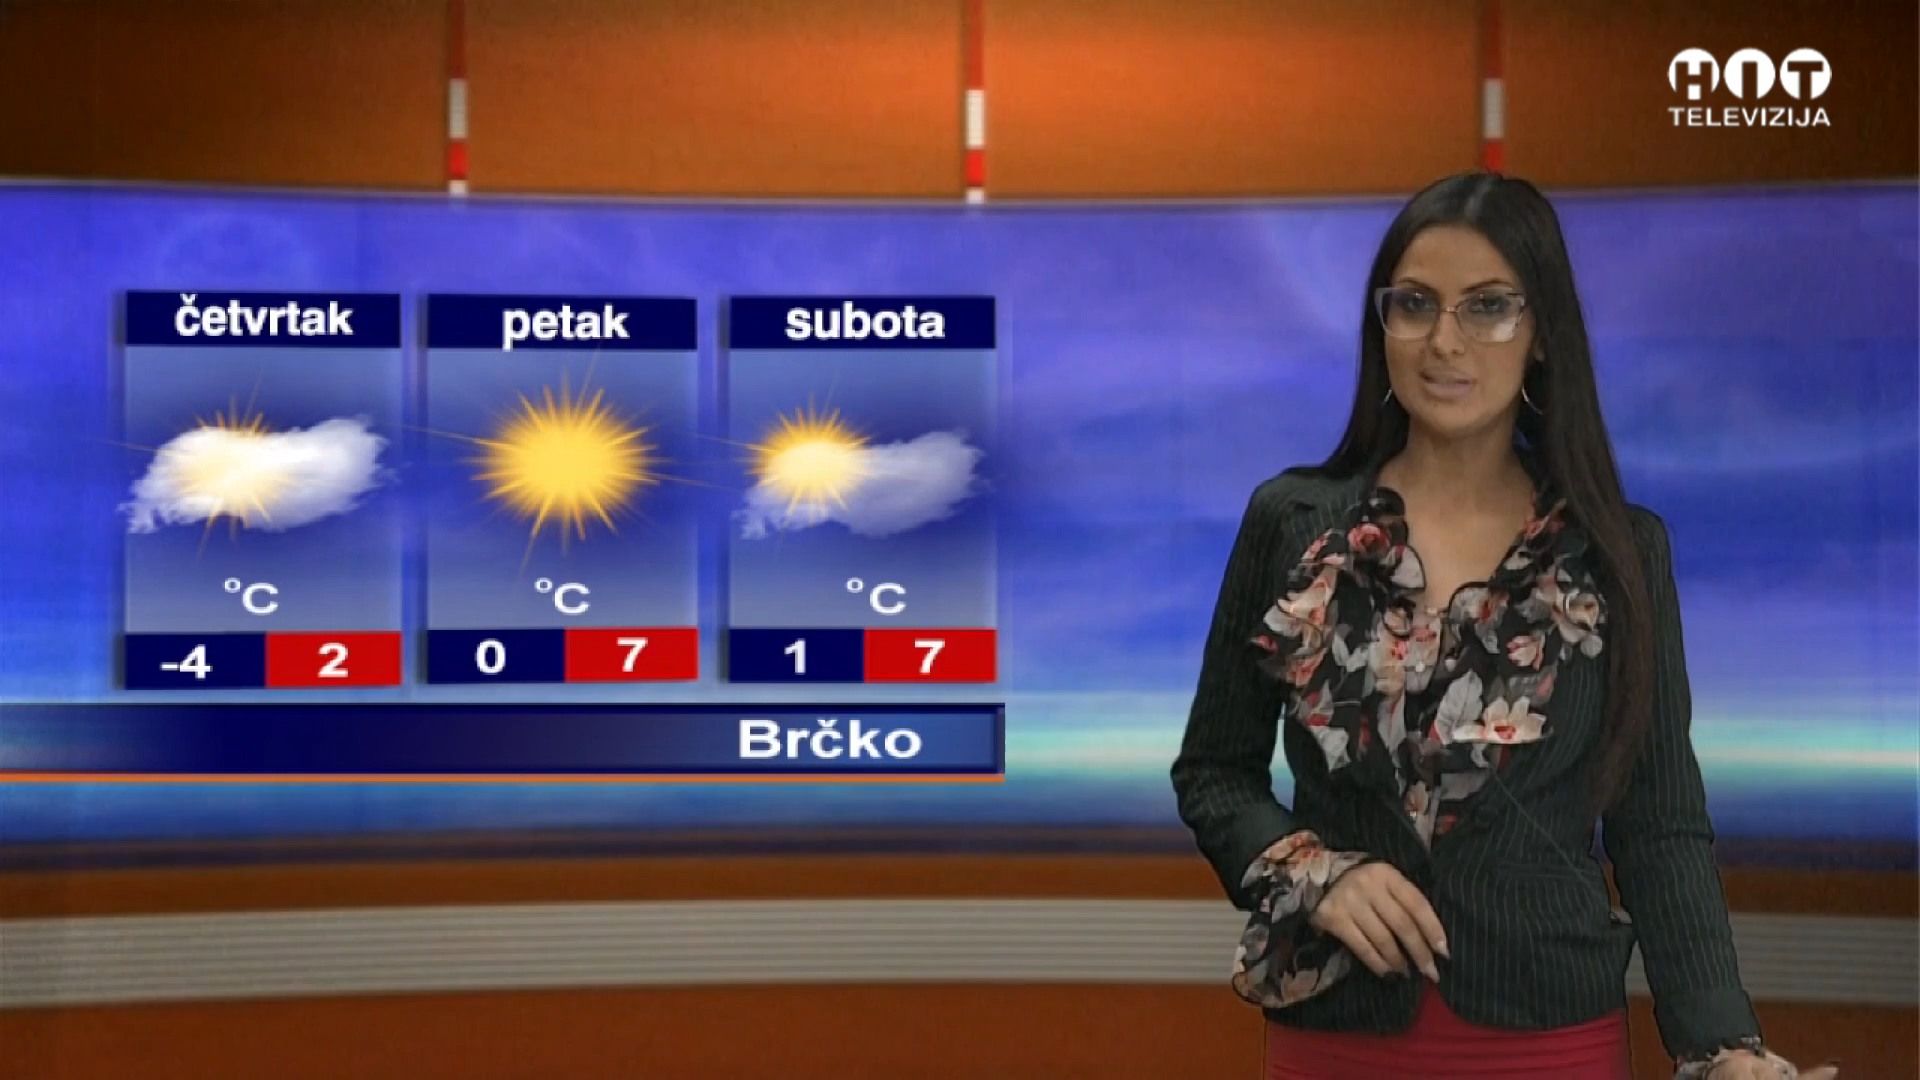 HIT
TELEVIZIJA
četvrtak petak subota
°C °C °C
-4 2 0 7 1 7
Brčko